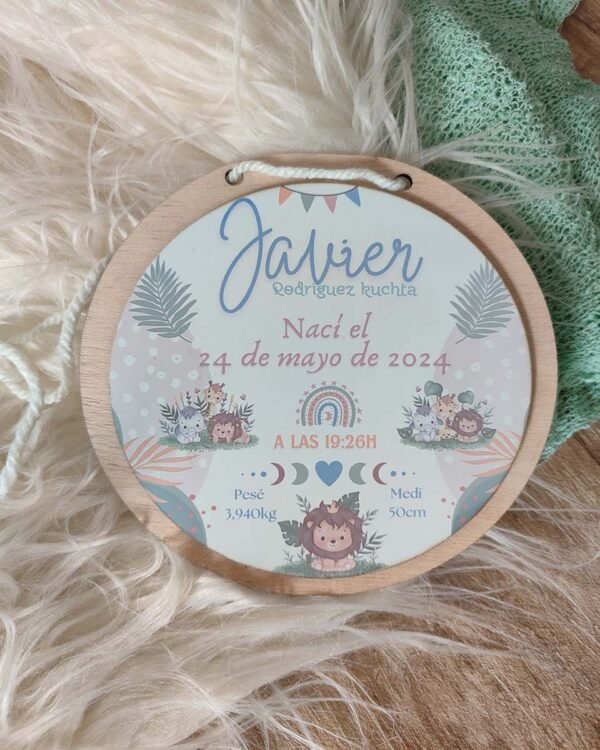 Javier
Rodriguez kuchta
Nací el
24 de mayo de 2024
A LAS 19:26H
Pesé
3,940kg
Medí
50cm